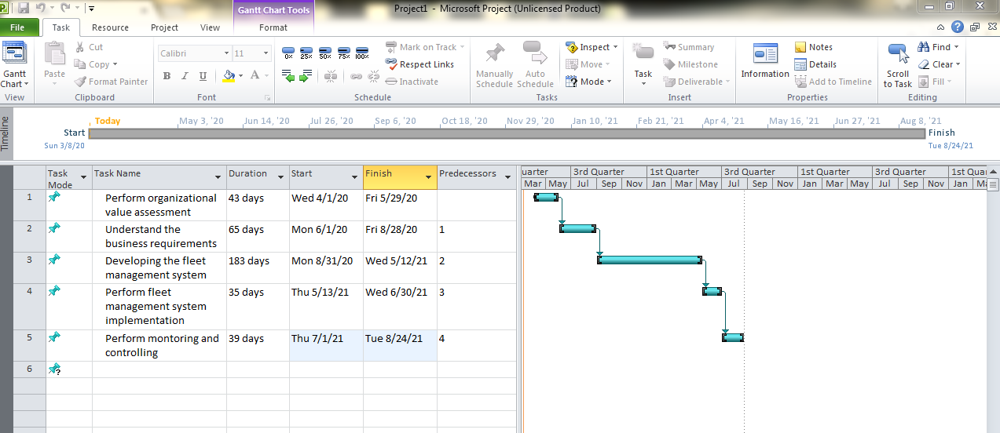 Gantt Chart Tools
Project1 - Microsoft Project (Unlicensed Product)
File Task Resource Project View Format
Cut
Copy
Format Painter
Paste
Calibri 11
B I U A
0% 25% 50% 75% 100%
Mark on Track
Respect Links
Inactivate
Manually Schedule
Auto Schedule
Inspect
Move
Mode
Task
Summary
Milestone
Deliverable
Information
Notes
Details
Add to Timeline
Scroll to Task
Find
Clear
Fill
Gantt Chart
View Clipboard Font Schedule Tasks Insert Properties Editing
Timeline
Today May 3, '20 Jun 14, '20 Jul 26, '20 Sep 6, '20 Oct 18, '20 Nov 29, '20 Jan 10, '21 Feb 21, '21 Apr 4, '21 May 16, '21 Jun 27, '21 Aug 8, '21
Start Finish
Sun 3/8/20 Tue 8/24/21
Task Mode Task Name Duration Start Finish Predecessors
uarter 3rd Quarter 1st Quarter 3rd Quarter 1st Quarter 3rd Quarter 1st Qua
Mar May Jul Sep Nov Jan Mar May Jul Sep Nov Jan Mar May Jul Sep Nov Jan Ma
1 Perform organizational 43 days Wed 4/1/20 Fri 5/29/20
value assessment
2 Understand the 65 days Mon 6/1/20 Fri 8/28/20 1
business requirements
3 Developing the fleet 183 days Mon 8/31/20 Wed 5/12/21 2
management system
4 Perform fleet 35 days Thu 5/13/21 Wed 6/30/21 3
management system
implementation
5 Perform montoring and 39 days Thu 7/1/21 Tue 8/24/21 4
controlling
6 ?